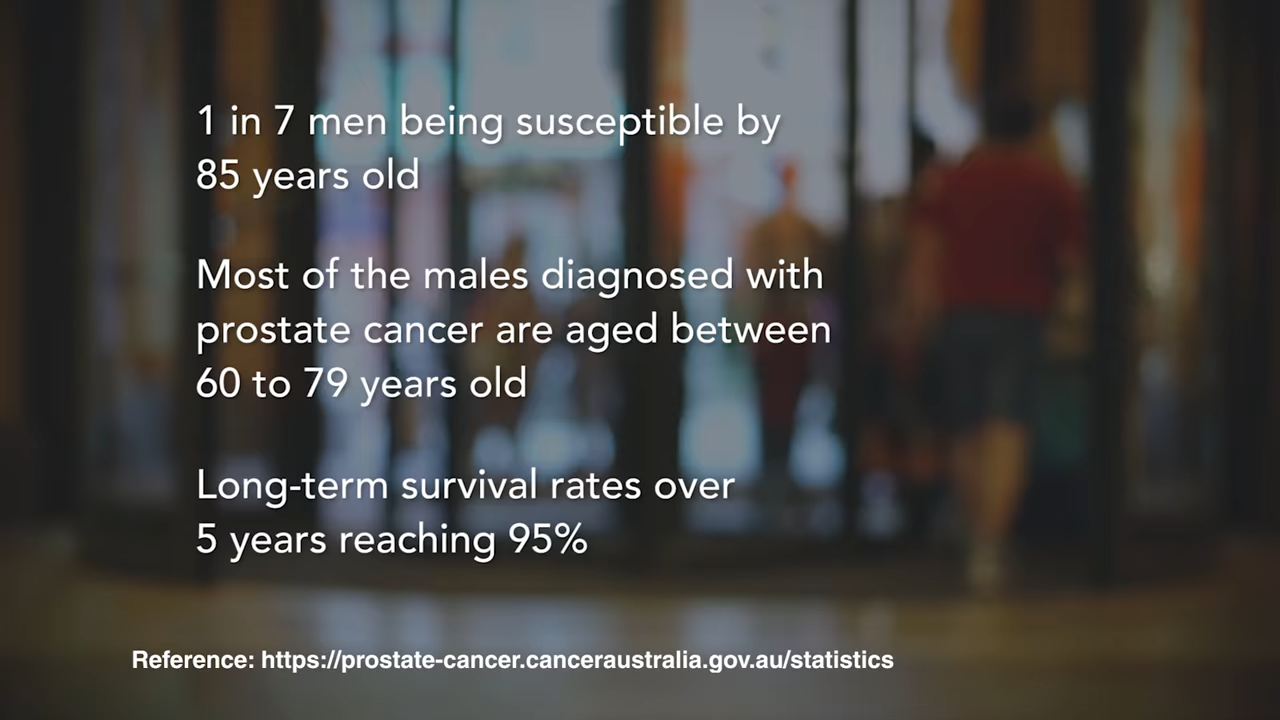 1 in 7 men being susceptible by
85 years old
Most of the males diagnosed with
prostate cancer are aged between
60 to 79 years old
Long-term survival rates over
5 years reaching 95%
Reference: https://prostate-cancer.canceraustralia.gov.au/statistics